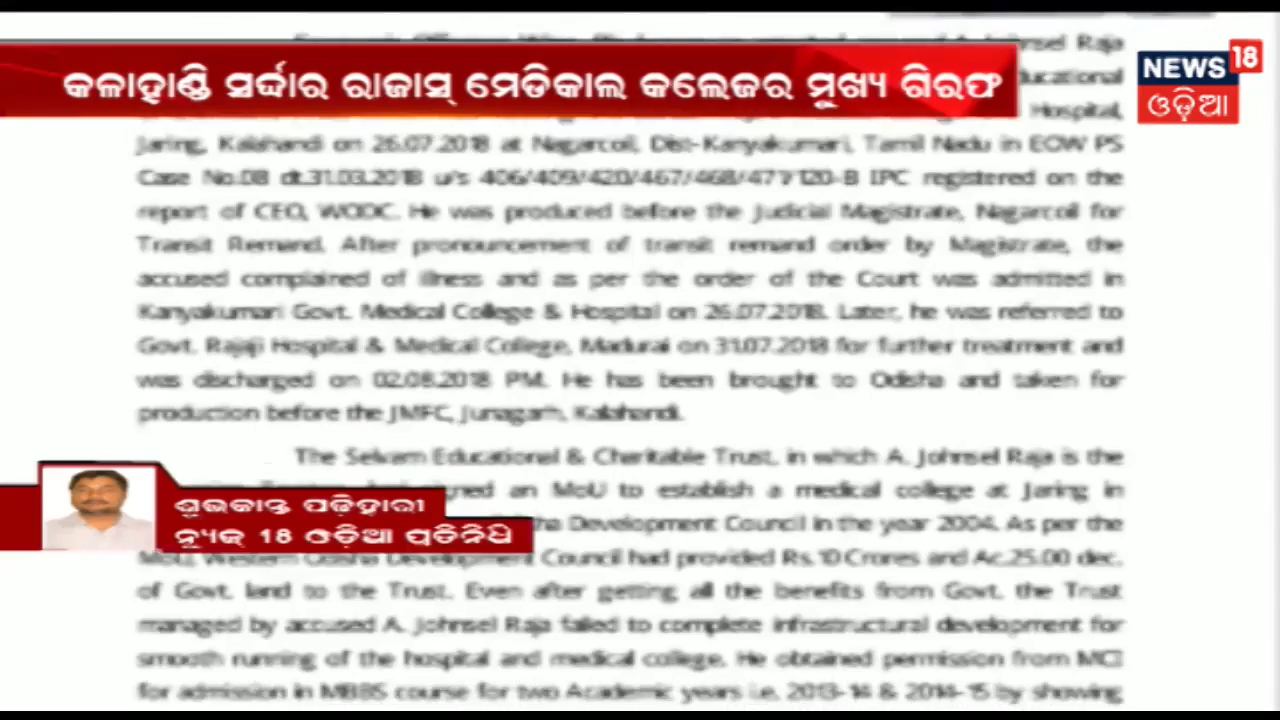 Johnsel Raja
କଳାହାଣ୍ଡି ସର୍ଦ୍ଦାର ରାଜାସ୍ ମେଡିକାଲ କଲେଜର ମୁଖ୍ୟ ଗିରଫ
NEWS 18
ଓଡ଼ିଆ
Educational
Hospital,
Jaring, Kalahandi on 26.07.2018 at Nagarcoil, Dist-Kanyakumari, Tamil Nadu in EOW PS
Case No.08 dt.31.03.2018 u/s 406/409/420/467/468/471/120-B IPC registered on the
report of CEO, WODC. He was produced before the Judicial Magistrate, Nagarcoil for
Transit Remand. After pronouncement of transit remand order by Magistrate, the
accused complained of illness and as per the order of the Court was admitted in
Kanyakumari Govt. Medical College & Hospital on 26.07.2018. Later, he was referred to
Govt. Rajaji Hospital & Medical College, Madurai on 31.07.2018 for further treatment and
was discharged on 02.08.2018 PM. He has been brought to Odisha and taken for
production before the JMFC, Junagarh, Kalahandi.
The Selvam Educational & Charitable Trust, in which A. Johnsel Raja is the
an MoU to establish a medical college at Jaring in
ଶୁଭକାନ୍ତ ପଢ଼ିହାରୀ
Development Council in the year 2004. As per the
ନ୍ୟୁଜ୍ 18 ଓଡ଼ିଆ ପ୍ରତିନିଧି
MoU, Western Odisha Development Council had provided Rs.10 Crores and Ac.25.00 dec.
of Govt. land to the Trust. Even after getting all the benefits from Govt. the Trust
managed by accused A. Johnsel Raja failed to complete infrastructural development for
smooth running of the hospital and medical college. He obtained permission from MCI
for admission in MBBS course for two Academic years i.e. 2013-14 & 2014-15 by showing